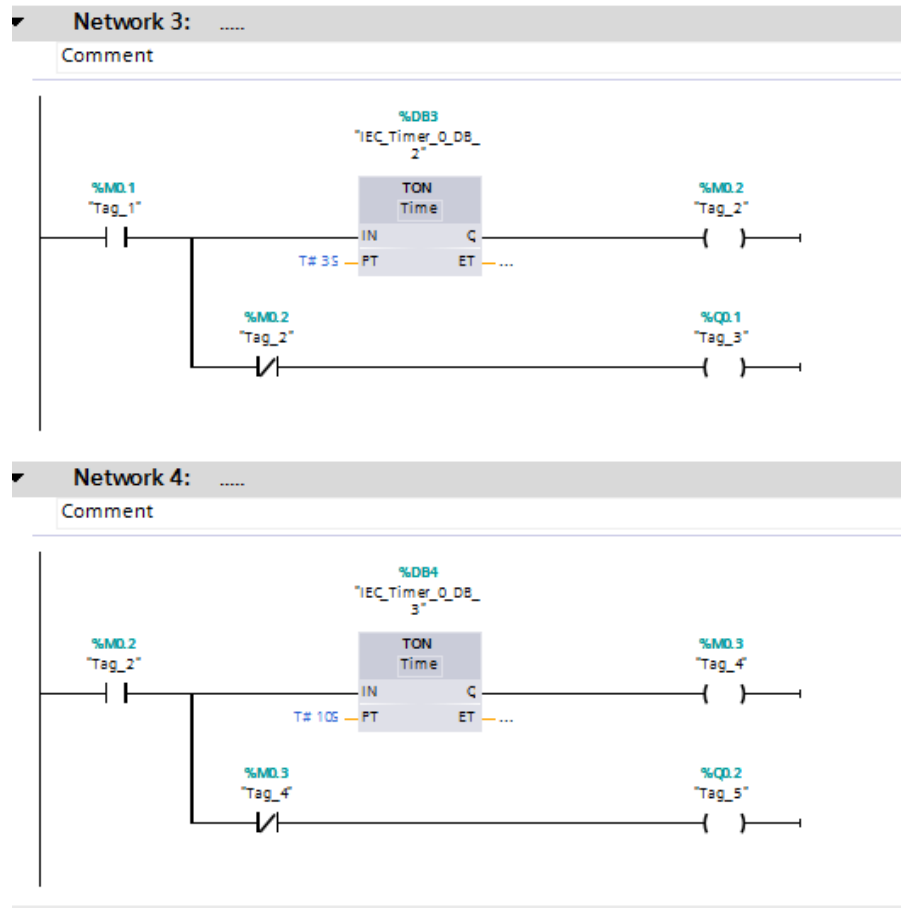 Network 3: .....
Comment
%DB3
"IEC_Timer_0_DB_
2"
%M0.1
"Tag_1"
TON
Time
%M0.2
"Tag_2"
IN Q
T# 3S PT ET ...
%M0.2
"Tag_2"
%Q0.1
"Tag_3"
Network 4: .....
Comment
%DB4
"IEC_Timer_0_DB_
3"
%M0.2
"Tag_2"
TON
Time
%M0.3
"Tag_4"
IN Q
T# 10S PT ET ...
%M0.3
"Tag_4"
%Q0.2
"Tag_5"